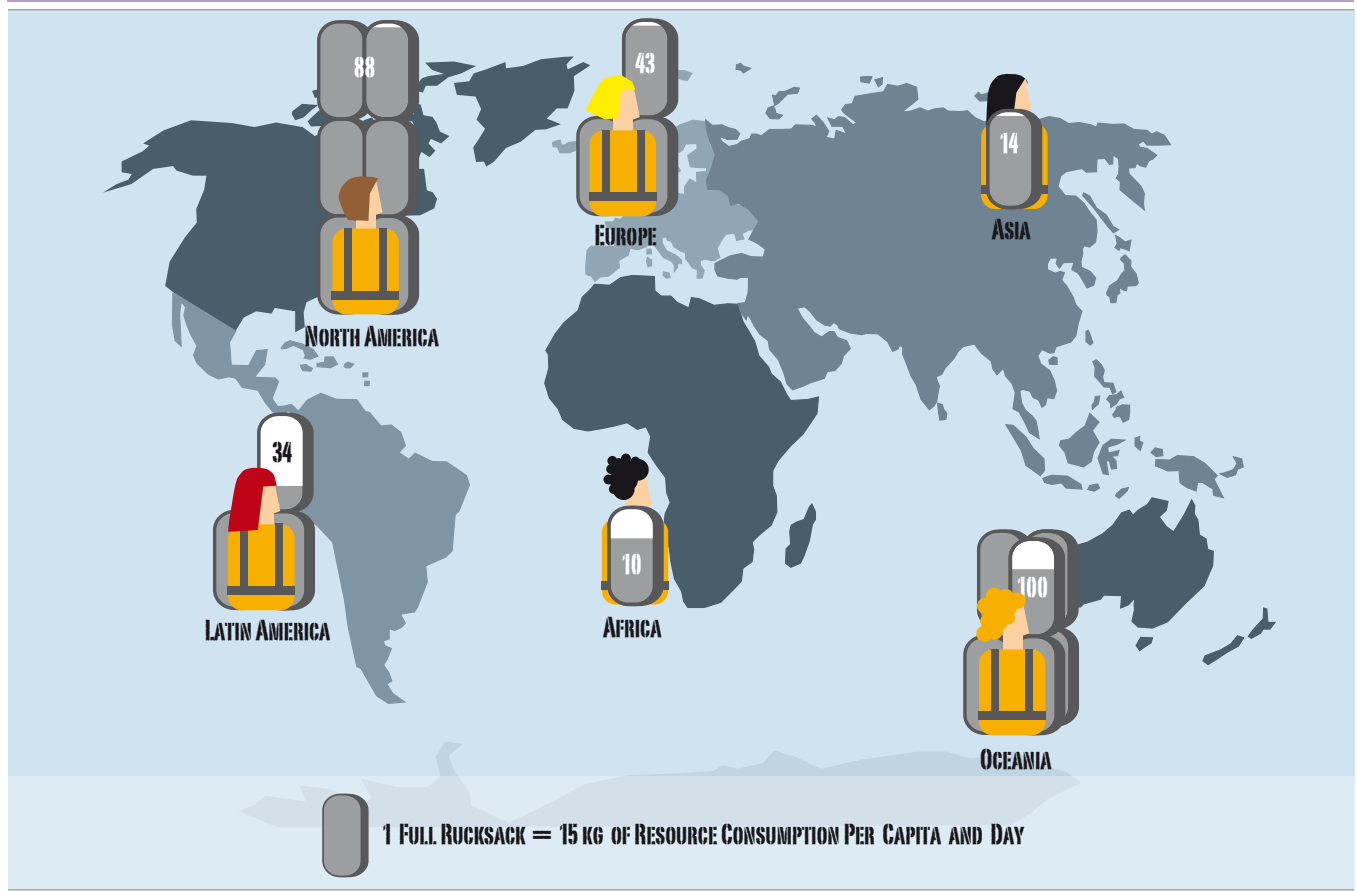 88
43
14
Europe
Asia
North America
34
10
100
Latin America
Africa
Oceania
1 Full Rucksack = 15 kg of Resource Consumption Per Capita and Day